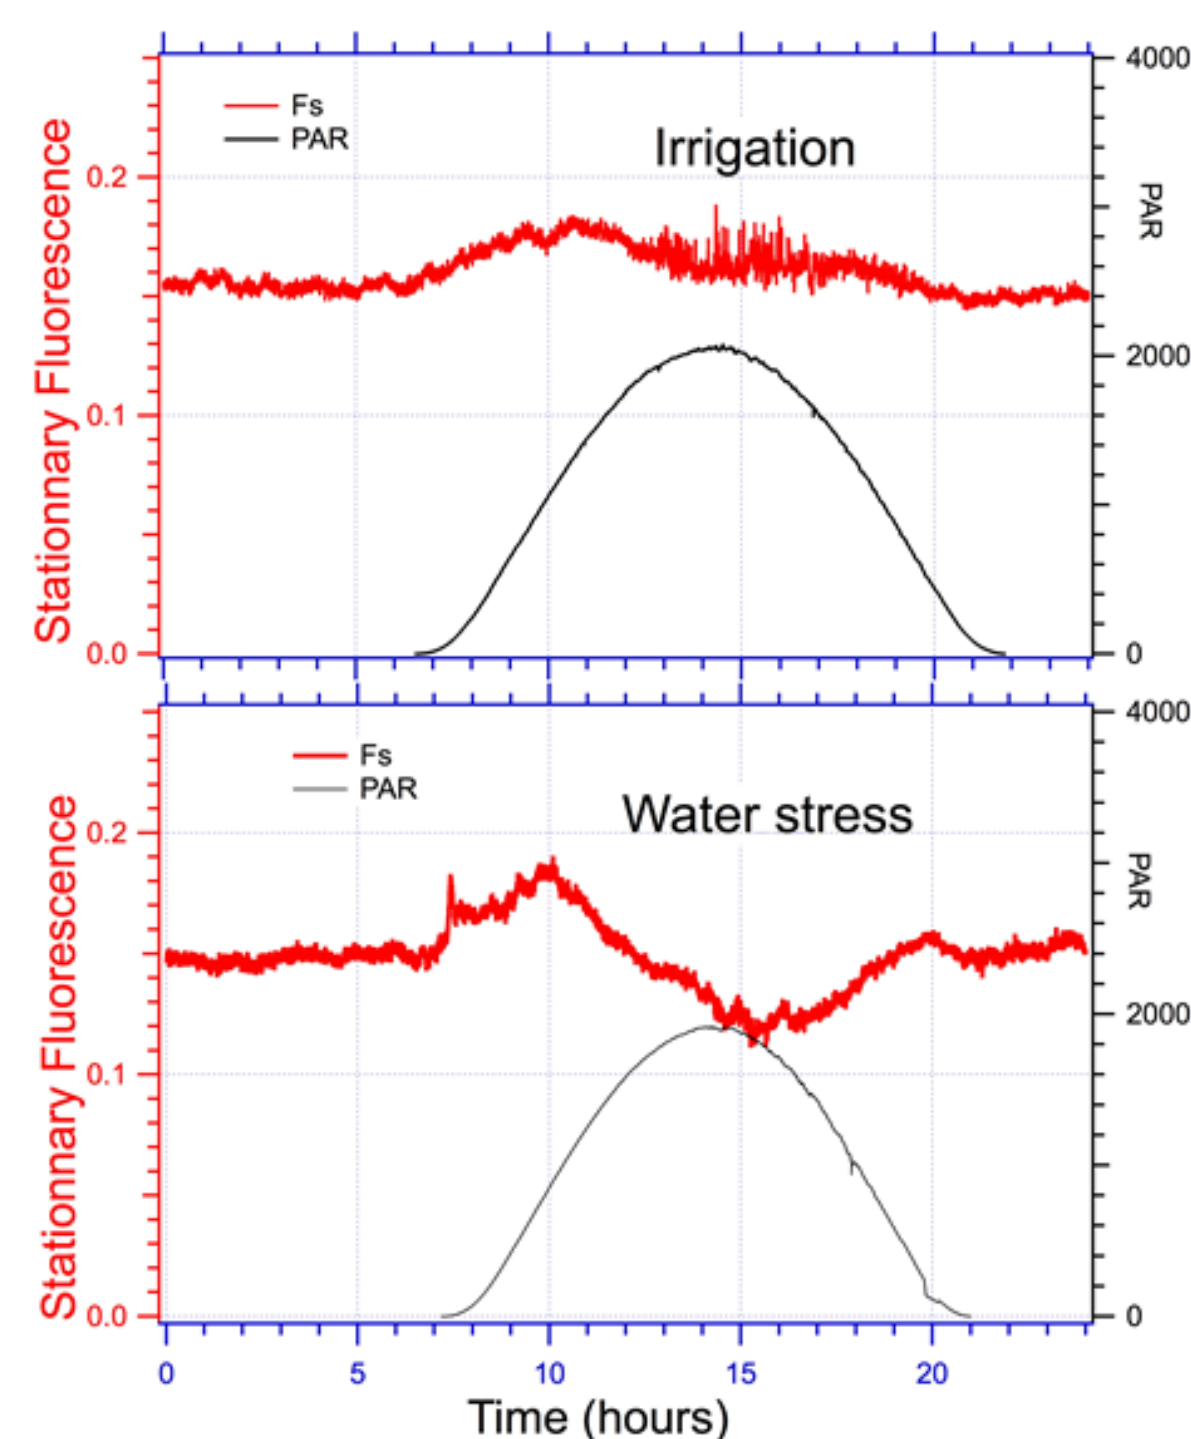 Fs
PAR
Irrigation
Stationnary Fluorescence
0.2
0.1
0.0
PAR
4000
2000
0
Fs
PAR
Water stress
Stationnary Fluorescence
0.2
0.1
0.0
PAR
4000
2000
0
0 5 10 15 20
Time (hours)